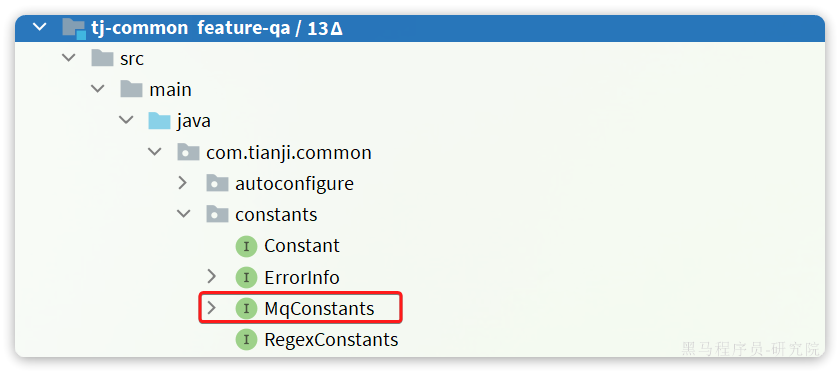 tj-common feature-qa / 13Δ
src
main
java
com.tianji.common
autoconfigure
constants
I Constant
I ErrorInfo
I MqConstants
I RegexConstants
黑马程序员-研究院